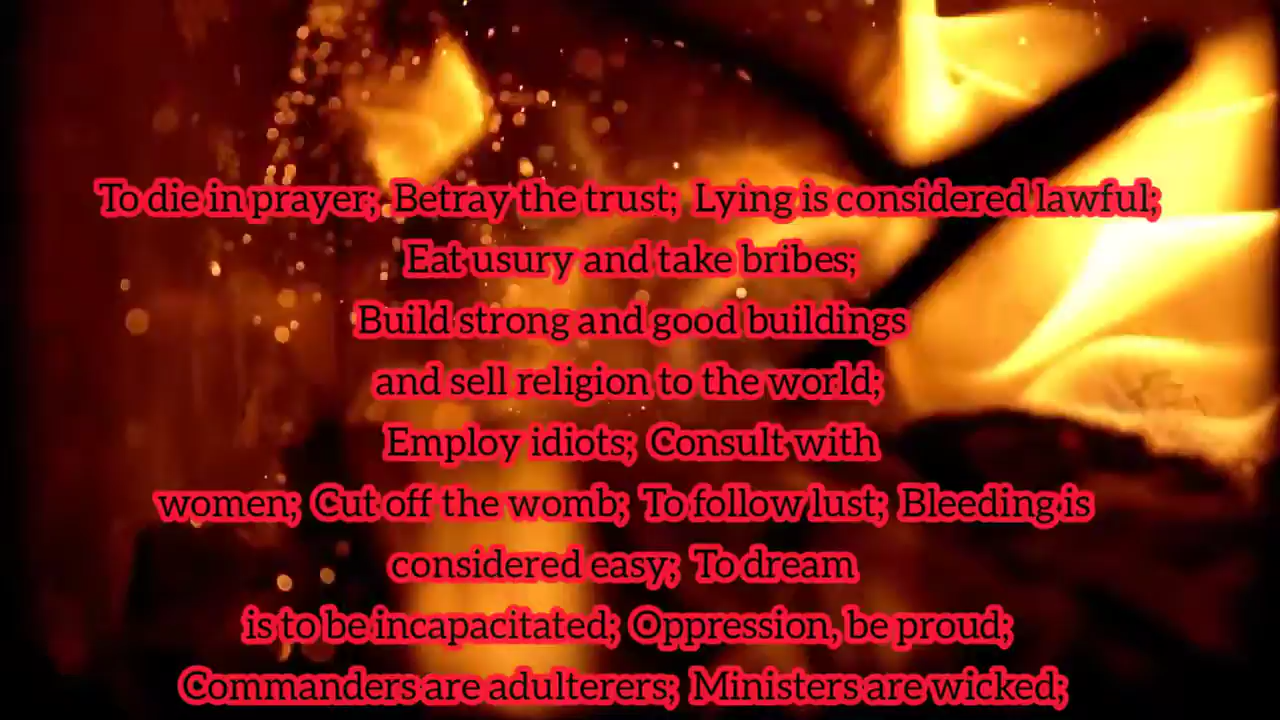 To die in prayer; Betray the trust; Lying is considered lawful;
Eat usury and take bribes;
Build strong and good buildings
and sell religion to the world;
Employ idiots; Consult with
women; Cut off the womb; To follow lust; Bleeding is
considered easy; To dream
is to be incapacitated; Oppression, be proud;
Commanders are adulterers; Ministers are wicked;